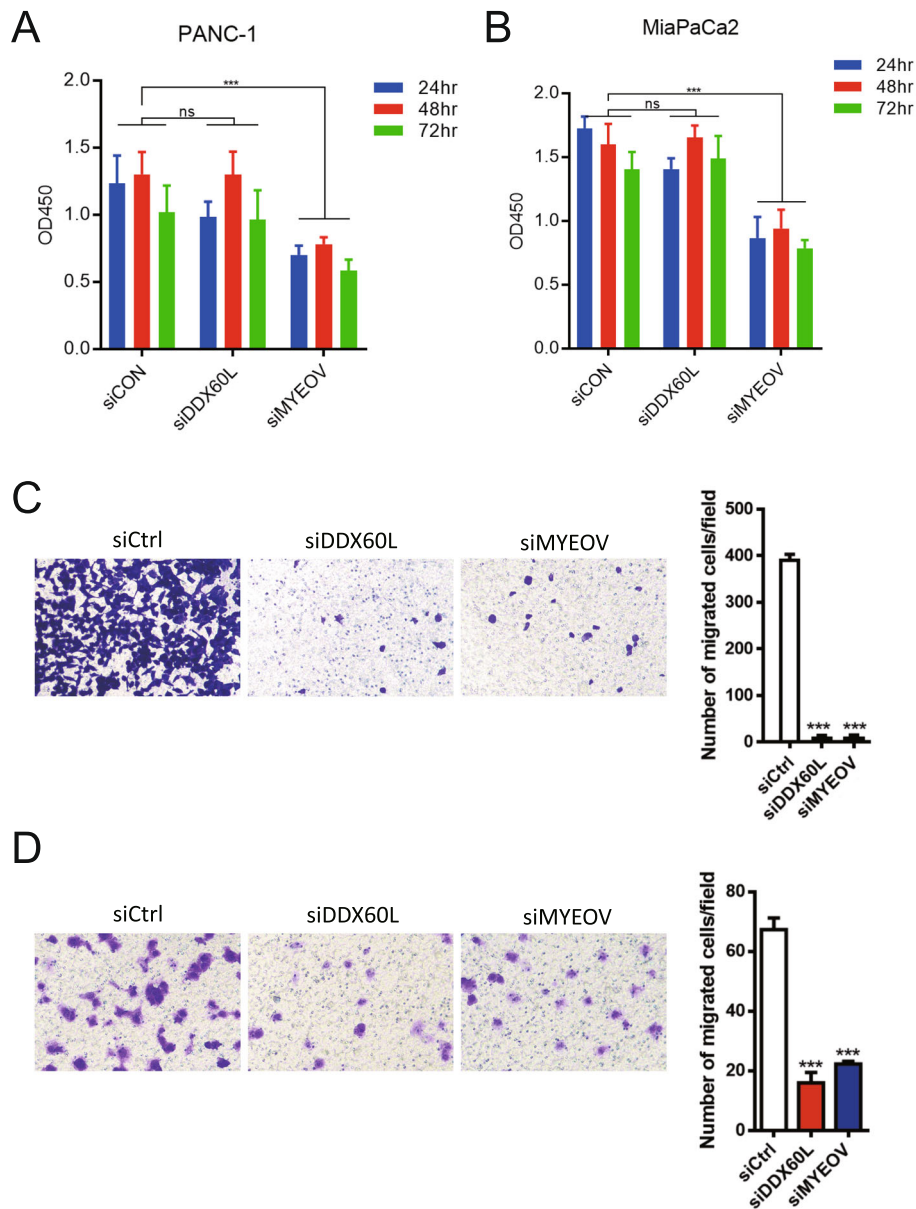 A
PANC-1
24hr
48hr
72hr
OD450
2.0
1.5
1.0
0.5
0.0
***
ns
siCON
siDDX60L
siMYEOV
B
MiaPaCa2
24hr
48hr
72hr
OD450
2.0
1.5
1.0
0.5
0.0
***
ns
siCON
siDDX60L
siMYEOV
C
siCtrl
siDDX60L
siMYEOV
Number of migrated cells/field
500
400
300
200
100
0
***
***
siCtrl
siDDX60L
siMYEOV
D
siCtrl
siDDX60L
siMYEOV
Number of migrated cells/field
80
60
40
20
0
***
***
siCtrl
siDDX60L
siMYEOV